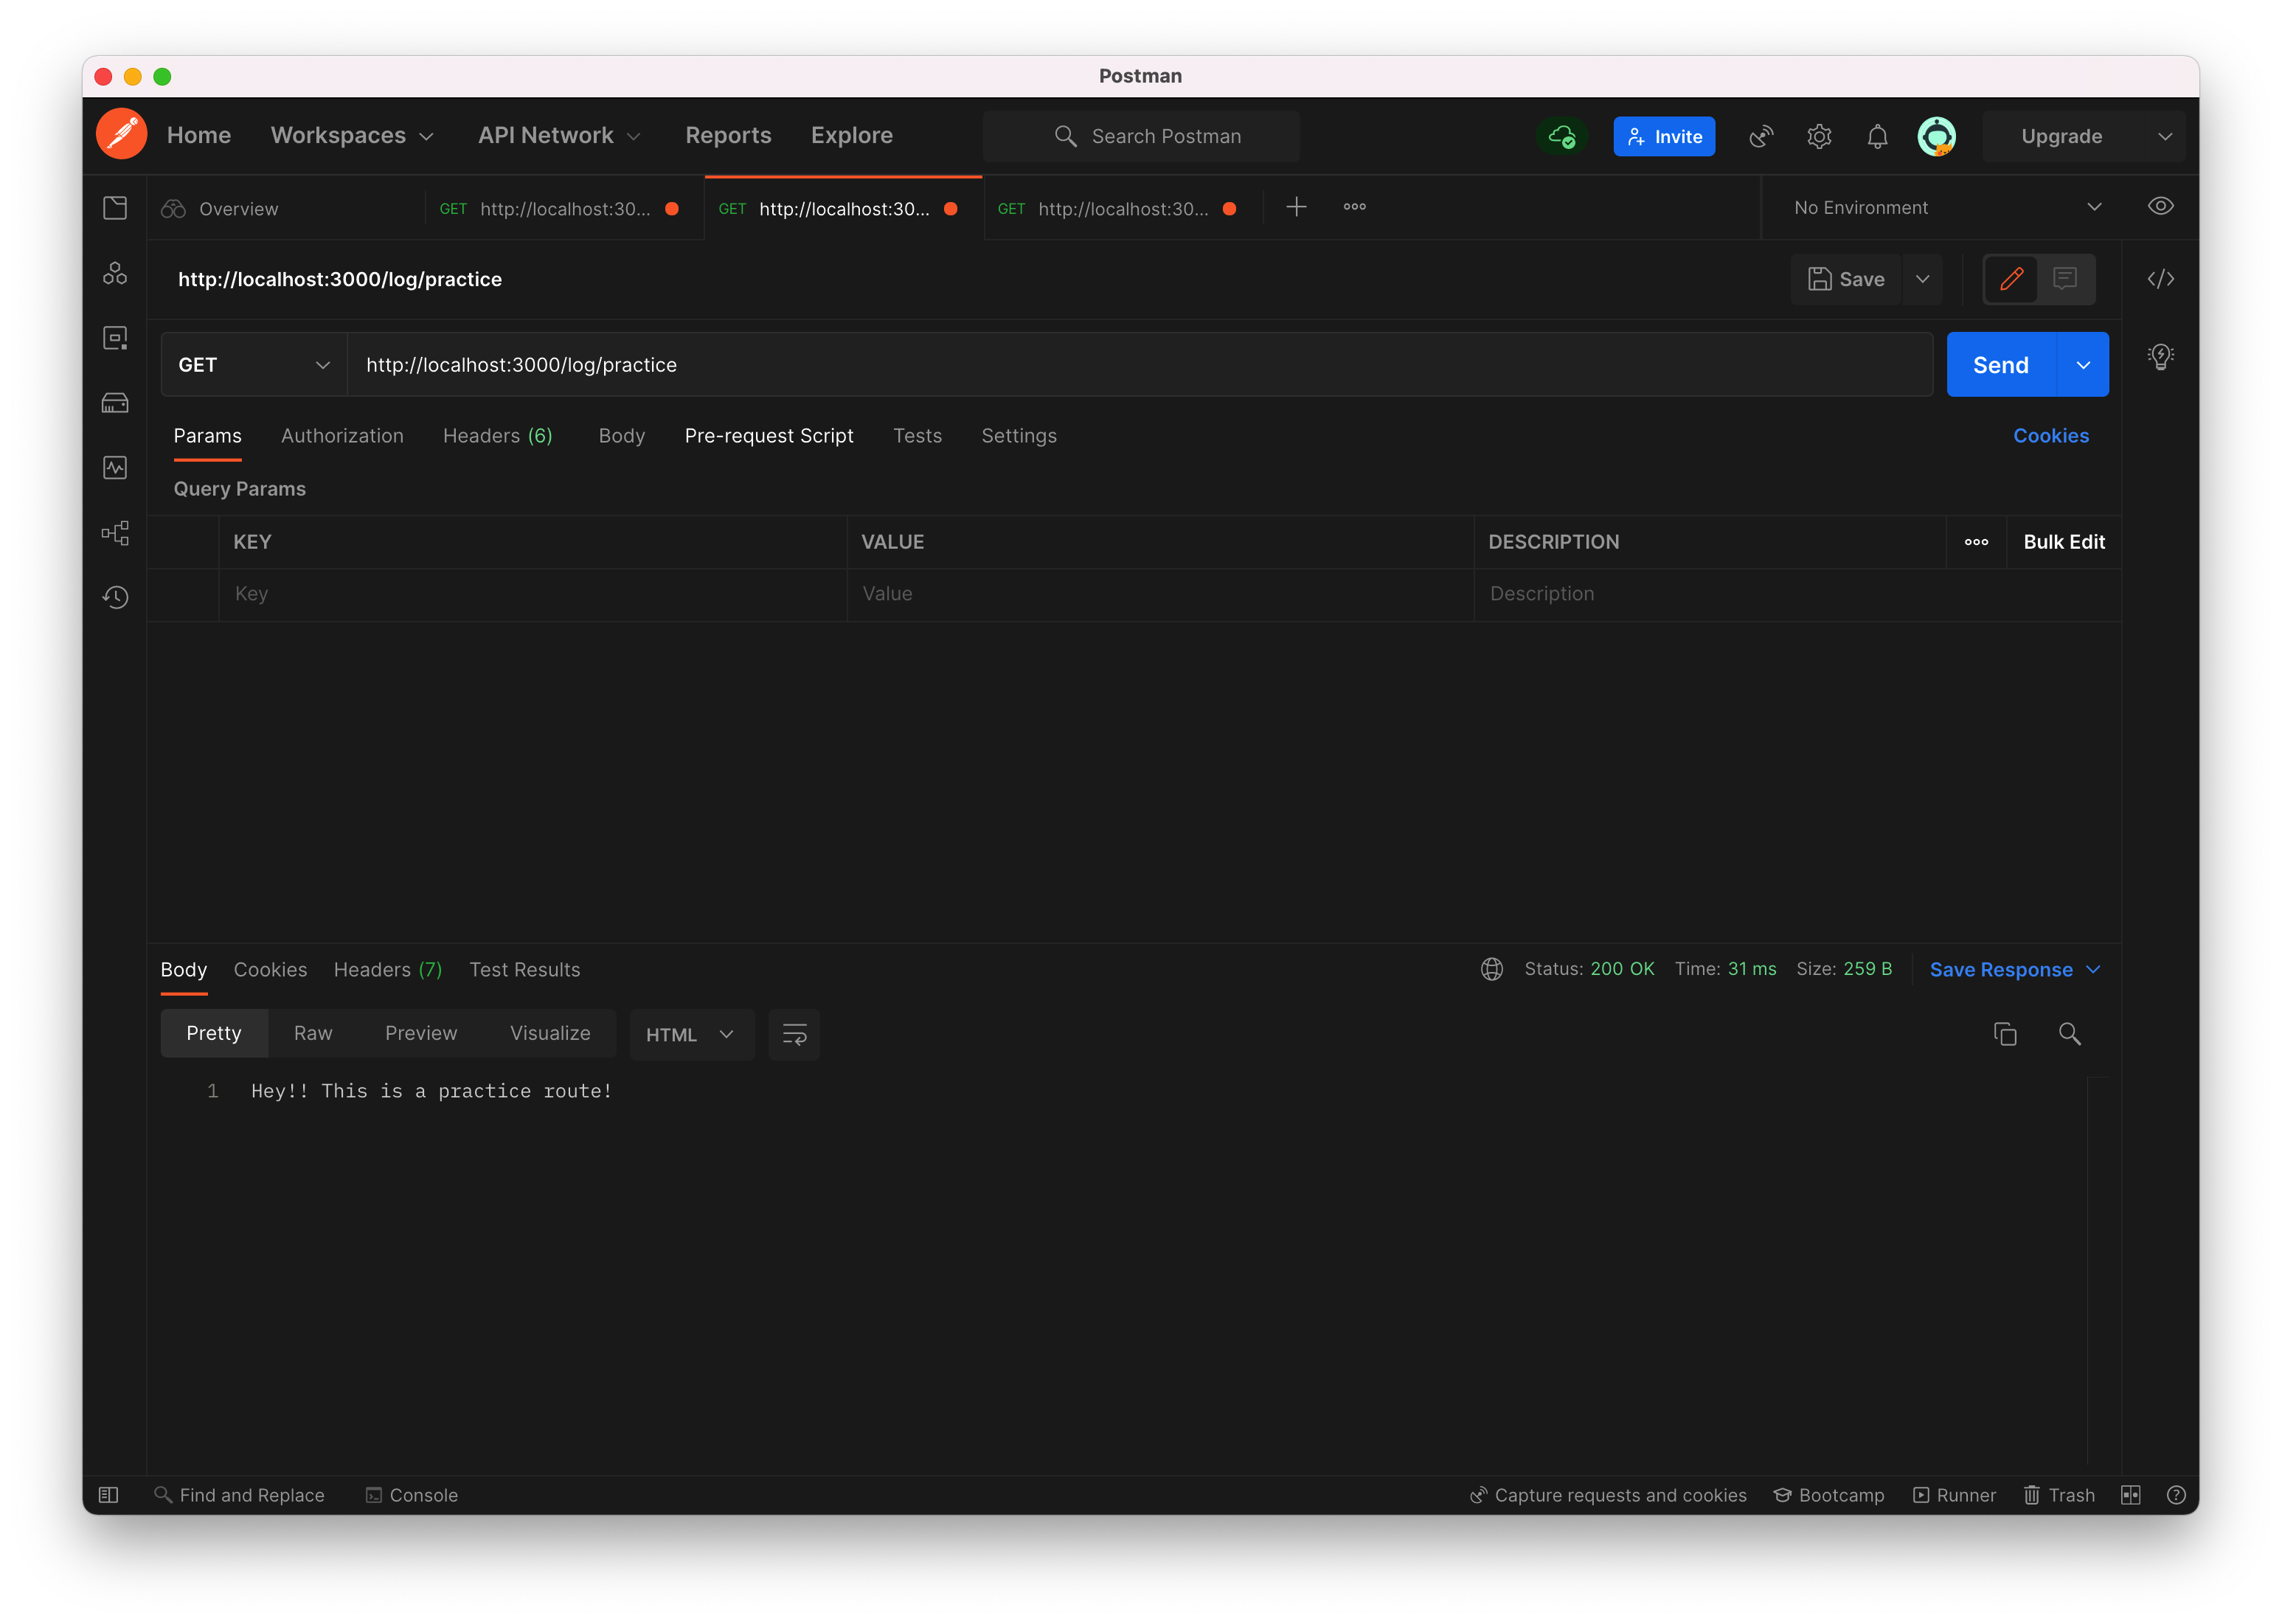 Postman
Home Workspaces API Network Reports Explore Search Postman Invite Upgrade
Overview GET http://localhost:30... GET http://localhost:30... GET http://localhost:30... No Environment
http://localhost:3000/log/practice Save
GET http://localhost:3000/log/practice Send
Params Authorization Headers (6) Body Pre-request Script Tests Settings Cookies
Query Params
KEY VALUE DESCRIPTION Bulk Edit
Key Value Description
Body Cookies Headers (7) Test Results Status: 200 OK Time: 31 ms Size: 259 B Save Response
Pretty Raw Preview Visualize HTML
1 Hey!! This is a practice route!
Find and Replace Console Capture requests and cookies Bootcamp Runner Trash